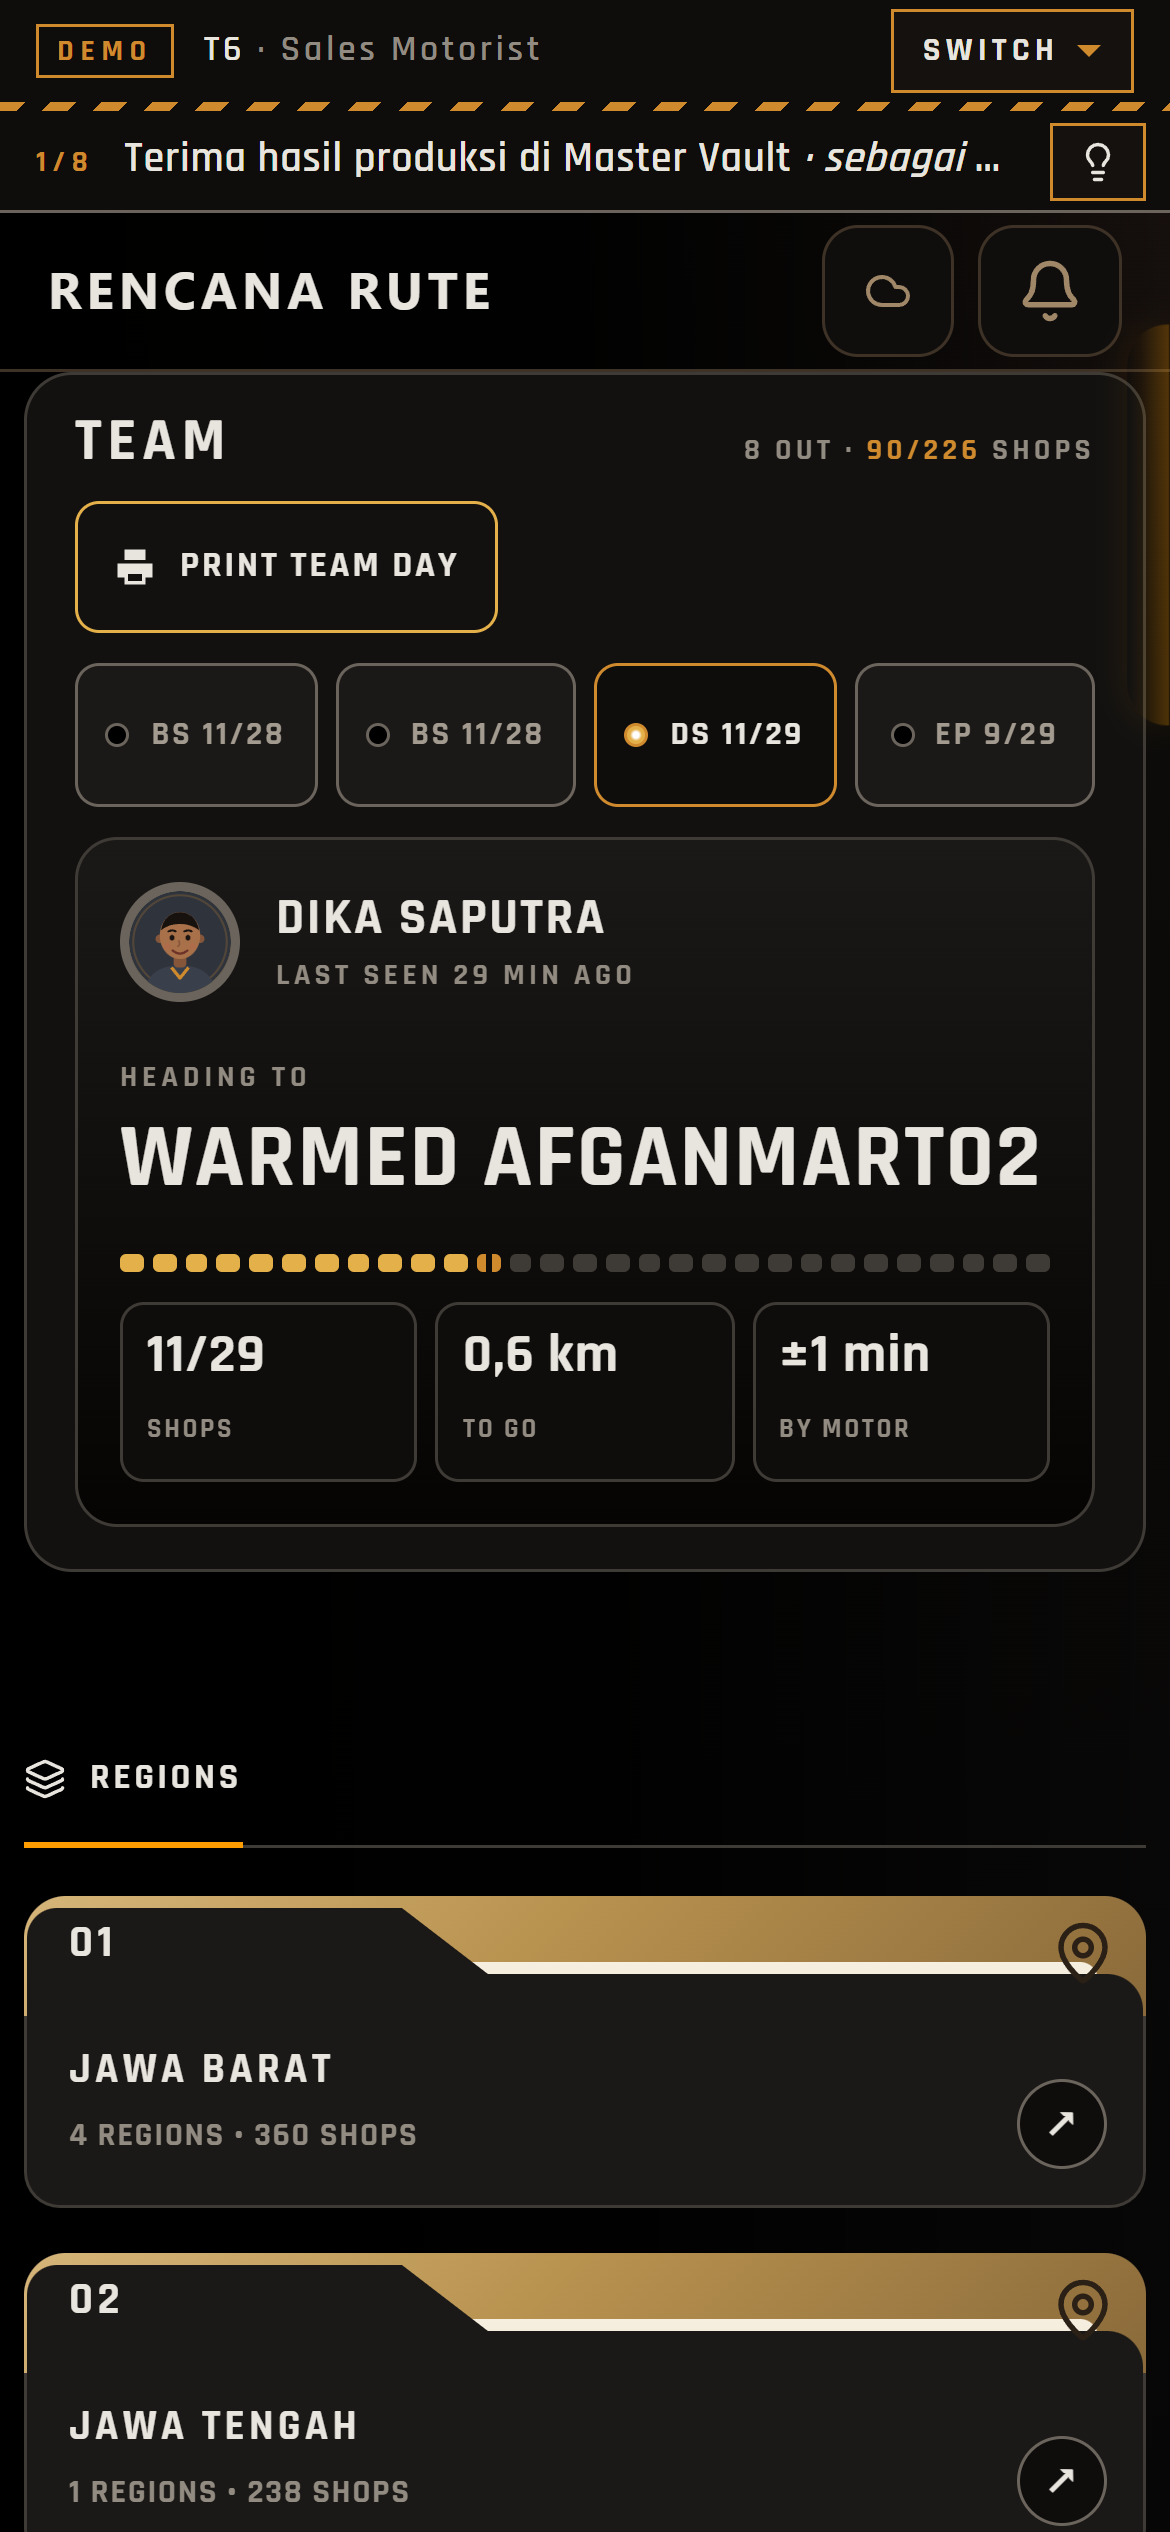 DEMO T6 · Sales Motorist SWITCH
1/8 Terima hasil produksi di Master Vault · sebagai ...
RENCANA RUTE
TEAM 8 OUT · 90/226 SHOPS
PRINT TEAM DAY
BS 11/28 BS 11/28 DS 11/29 EP 9/29
DIKA SAPUTRA
LAST SEEN 29 MIN AGO
HEADING TO
WARMED AFGANMART02
11/29 0,6 km ±1 min
SHOPS TO GO BY MOTOR
REGIONS
01
JAWA BARAT
4 REGIONS • 360 SHOPS
02
JAWA TENGAH
1 REGIONS • 238 SHOPS